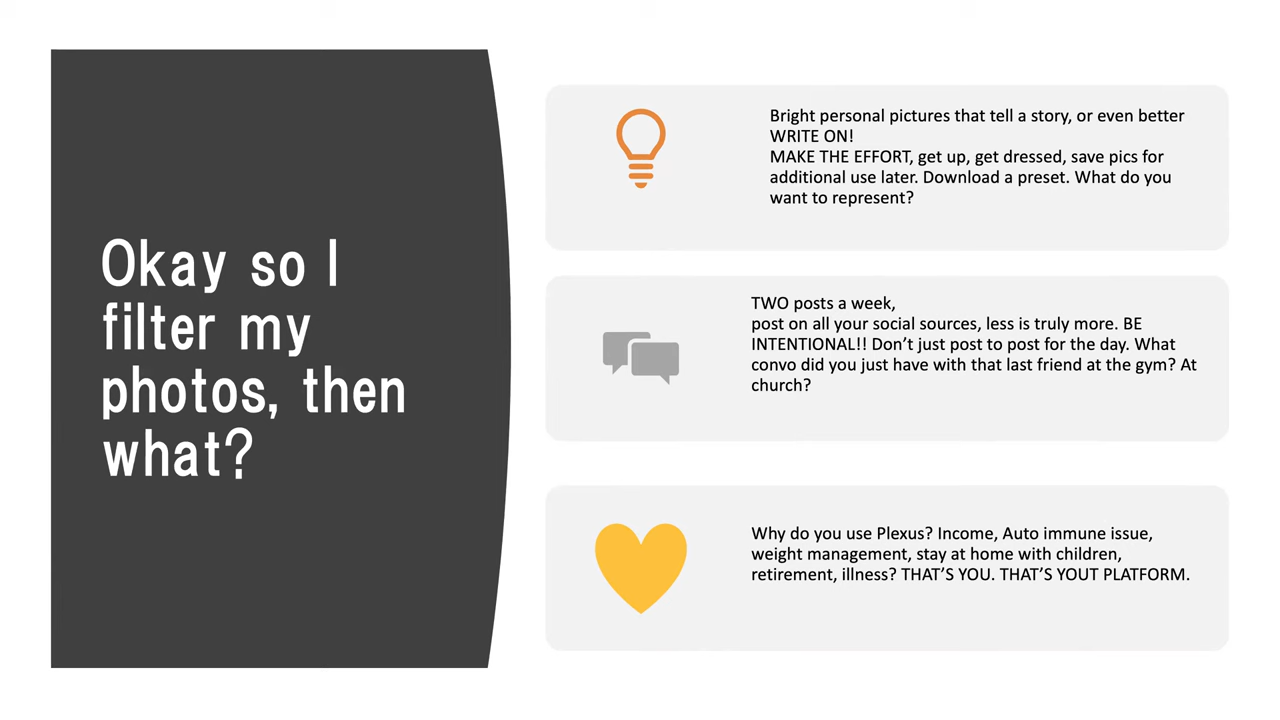 Okay so I
filter my
photos, then
what?
Bright personal pictures that tell a story, or even better
WRITE ON!
MAKE THE EFFORT, get up, get dressed, save pics for
additional use later. Download a preset. What do you
want to represent?
TWO posts a week,
post on all your social sources, less is truly more. BE
INTENTIONAL!! Don’t just post to post for the day. What
convo did you just have with that last friend at the gym? At
church?
Why do you use Plexus? Income, Auto immune issue,
weight management, stay at home with children,
retirement, illness? THAT’S YOU. THAT’S YOUT PLATFORM.